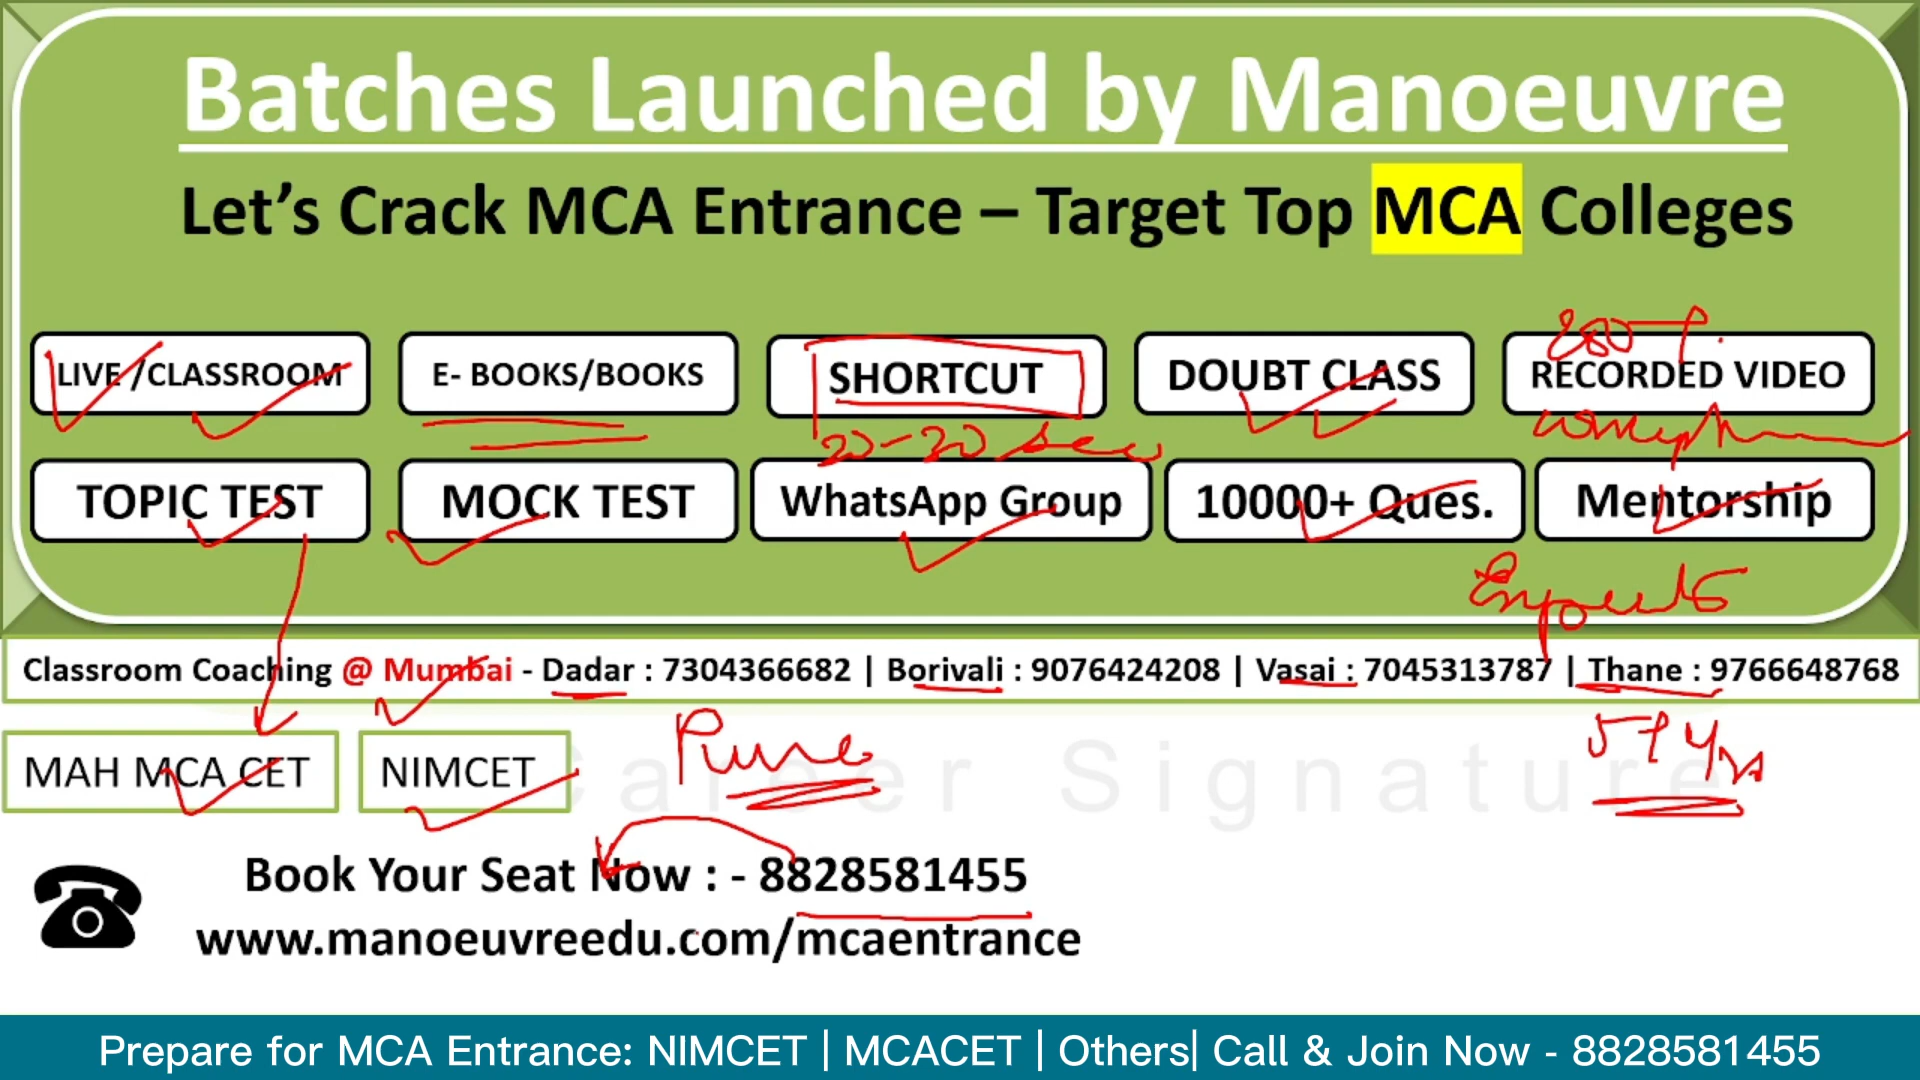 Batches Launched by Manoeuvre
Let's Crack MCA Entrance – Target Top MCA Colleges
LIVE /CLASSROOM E- BOOKS/BOOKS SHORTCUT DOUBT CLASS RECORDED VIDEO
20-30 sec
TOPIC TEST MOCK TEST WhatsApp Group 10000+ Ques. Mentorship
Experts
Classroom Coaching @ Mumbai - Dadar : 7304366682 | Borivali : 9076424208 | Vasai : 7045313787 | Thane : 9766648768
MAH MCA CET NIMCET Pune
Career Signature
Book Your Seat Now : - 8828581455
www.manoeuvreedu.com/mcaentrance
Prepare for MCA Entrance: NIMCET | MCACET | Others| Call & Join Now - 8828581455